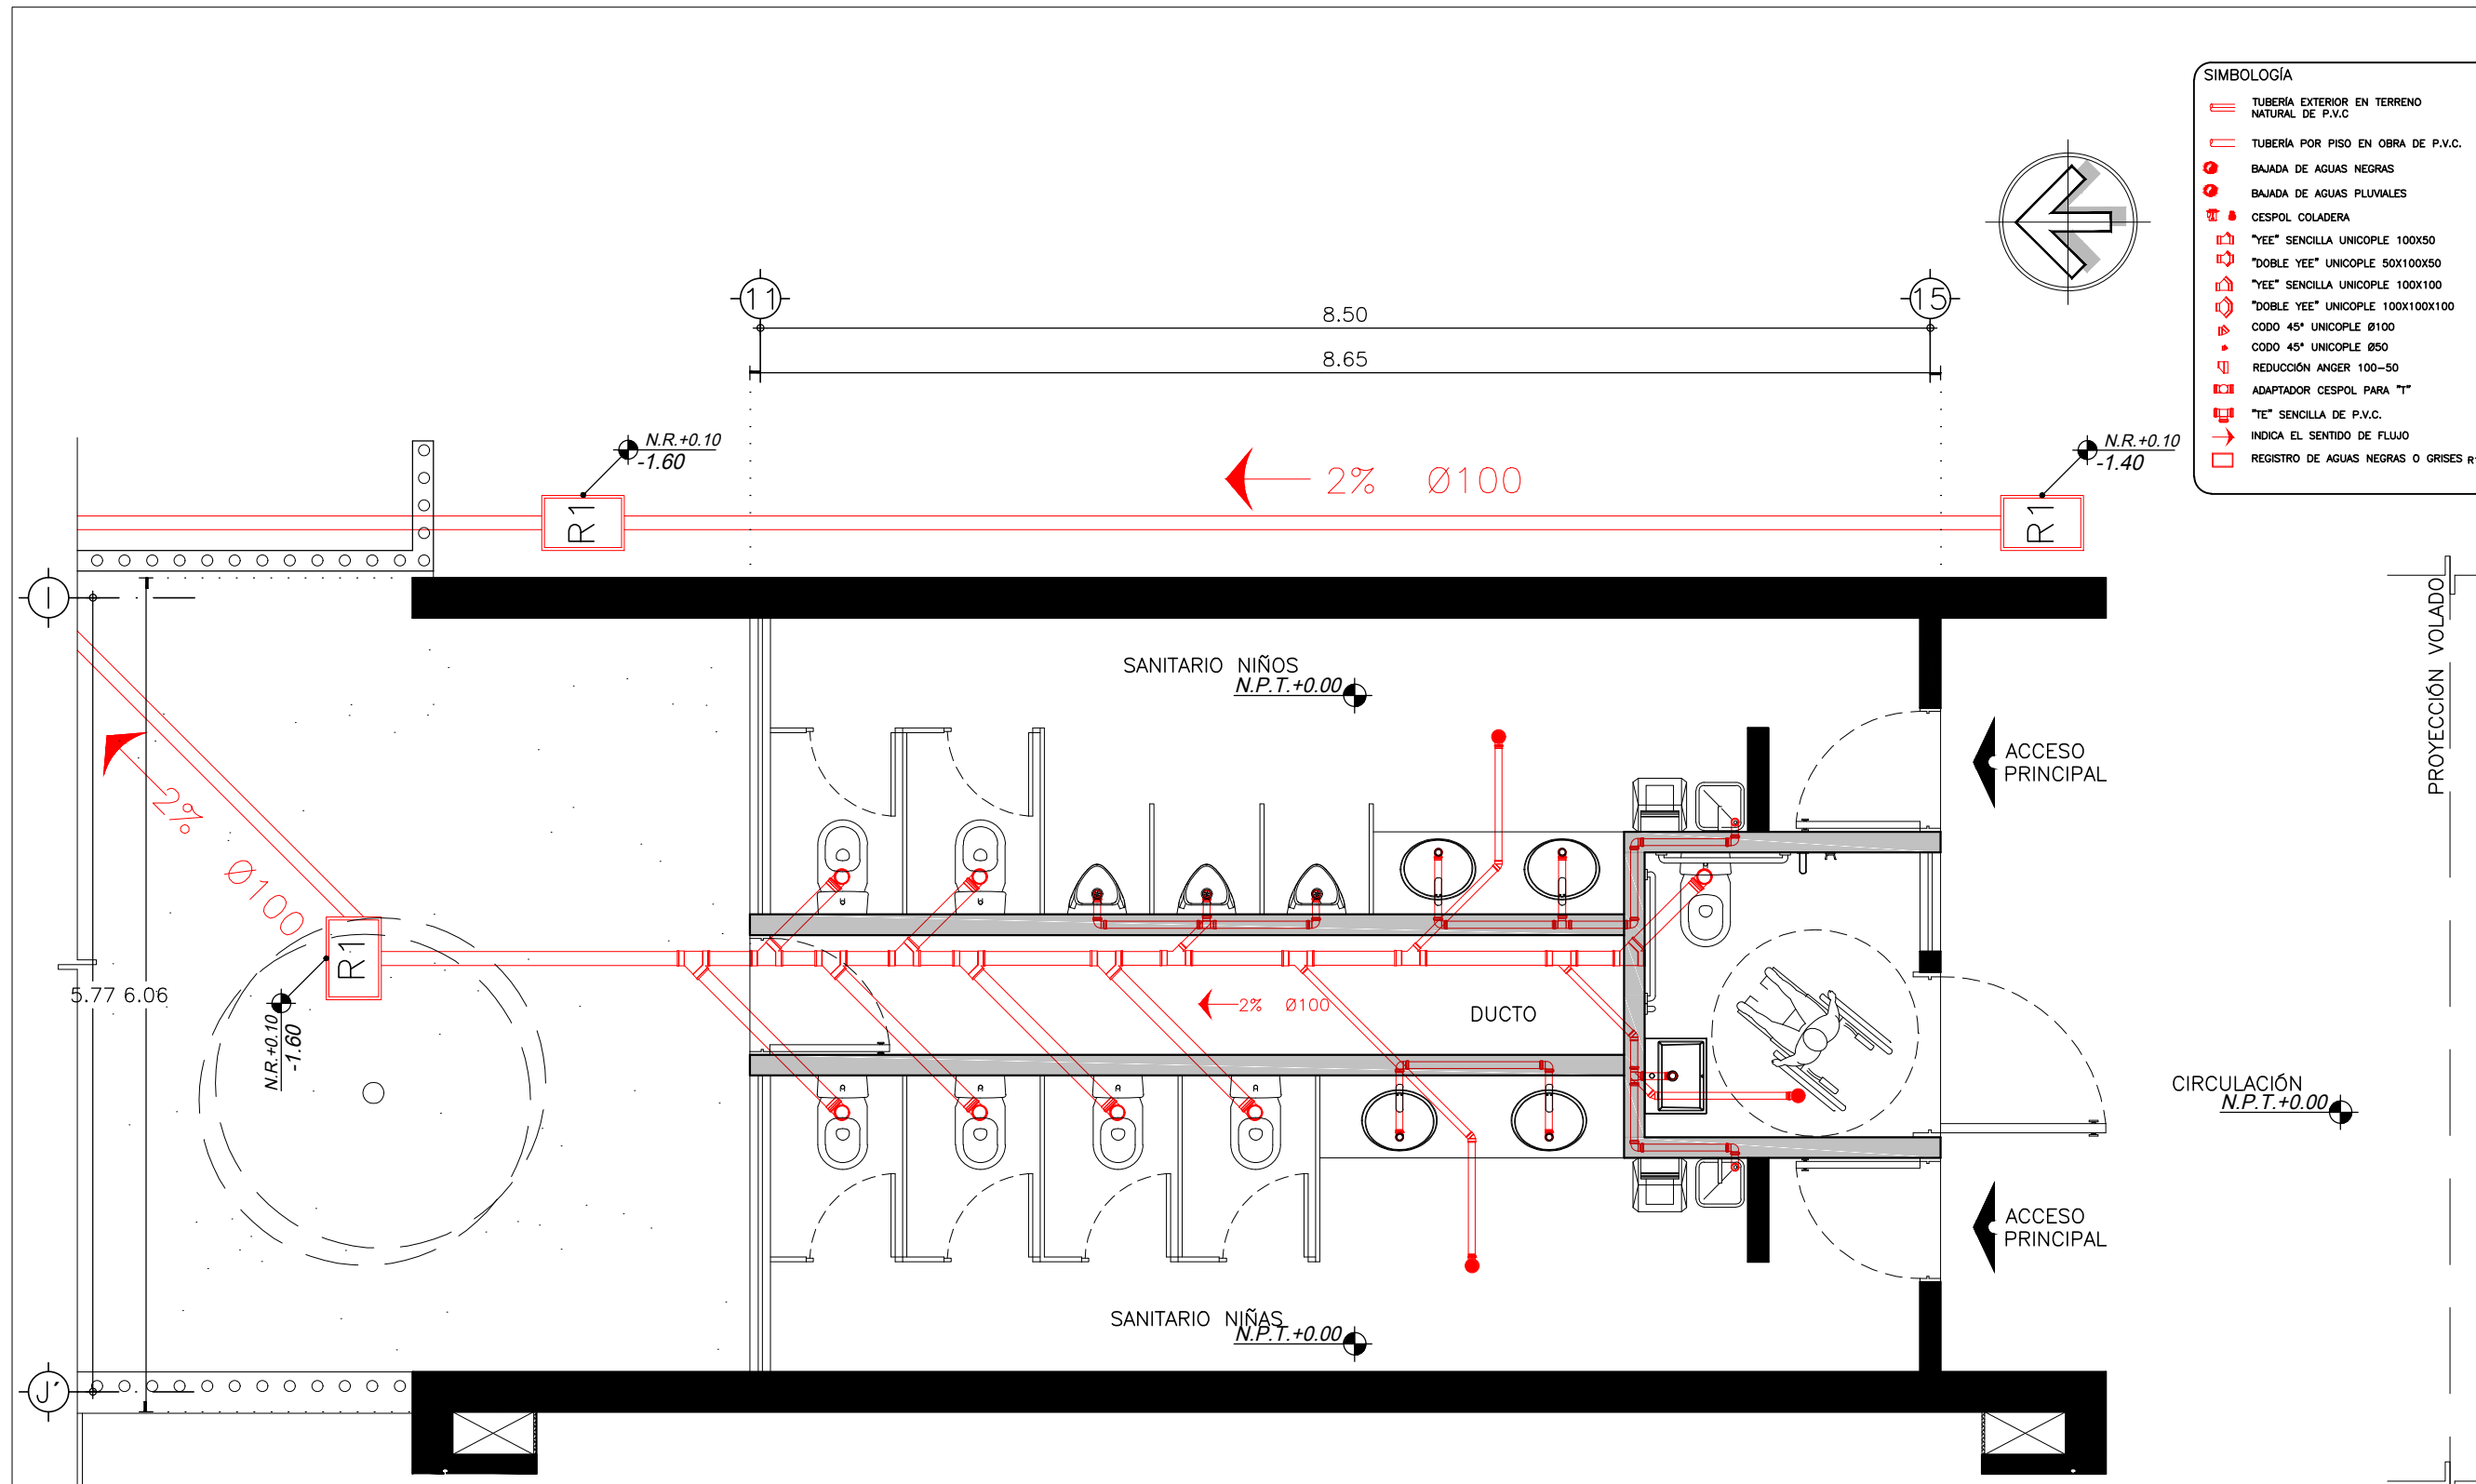 SIMBOLOGÍA
TUBERÍA EXTERIOR EN TERRENO
NATURAL DE P.V.C
TUBERÍA POR PISO EN OBRA DE P.V.C.
BAJADA DE AGUAS NEGRAS
BAJADA DE AGUAS PLUVIALES
CESPOL COLADERA
"YEE" SENCILLA UNICOPLE 100X50
"DOBLE YEE" UNICOPLE 50X100X50
"YEE" SENCILLA UNICOPLE 100X100
"DOBLE YEE" UNICOPLE 100X100X100
CODO 45° UNICOPLE Ø100
CODO 45° UNICOPLE Ø50
REDUCCIÓN ANGER 100-50
ADAPTADOR CESPOL PARA "T"
"TE" SENCILLA DE P.V.C.
INDICA EL SENTIDO DE FLUJO
REGISTRO DE AGUAS NEGRAS O GRISES
11
15
8.50
8.65
N.R.+0.10
-1.60
N.R.+0.10
-1.40
2% Ø100
R1
R1
I
PROYECCIÓN VOLADO
SANITARIO NIÑOS
N.P.T.+0.00
ACCESO
PRINCIPAL
2% Ø100
R1
5.77 6.06
N.R.+0.10
-1.60
2% Ø100
DUCTO
CIRCULACIÓN
N.P.T.+0.00
ACCESO
PRINCIPAL
SANITARIO NIÑAS
N.P.T.+0.00
J'